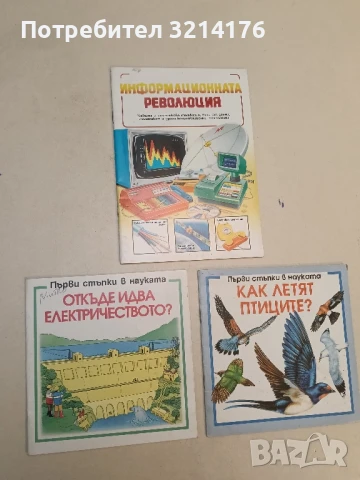 Потребител 3214176
ИНФОРМАЦИОННАТА
РЕВОЛЮЦИЯ
Първи стъпки в науката
ОТКЪДЕ ИДВА
ЕЛЕКТРИЧЕСТВОТО?
Първи стъпки в науката
КАК ЛЕТЯТ
ПТИЦИТЕ?
BAZAR